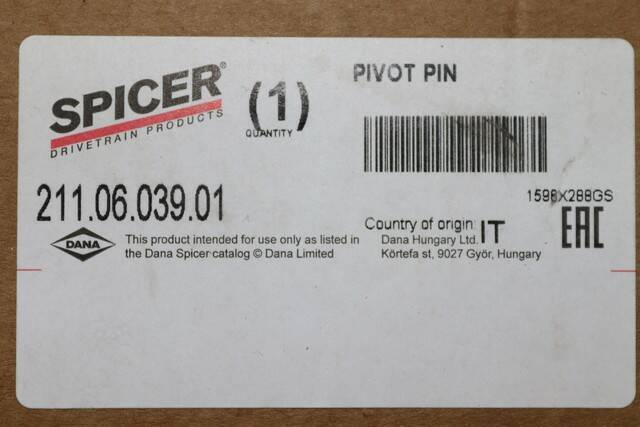 SPICER®
DRIVETRAIN PRODUCTS
(1)
QUANTITY
PIVOT PIN
1598X288GS
211.06.039.01
DANA
This product intended for use only as listed in
the Dana Spicer catalog © Dana Limited
Country of origin: IT
Dana Hungary Ltd.
Körtefa st, 9027 Györ, Hungary
EAC